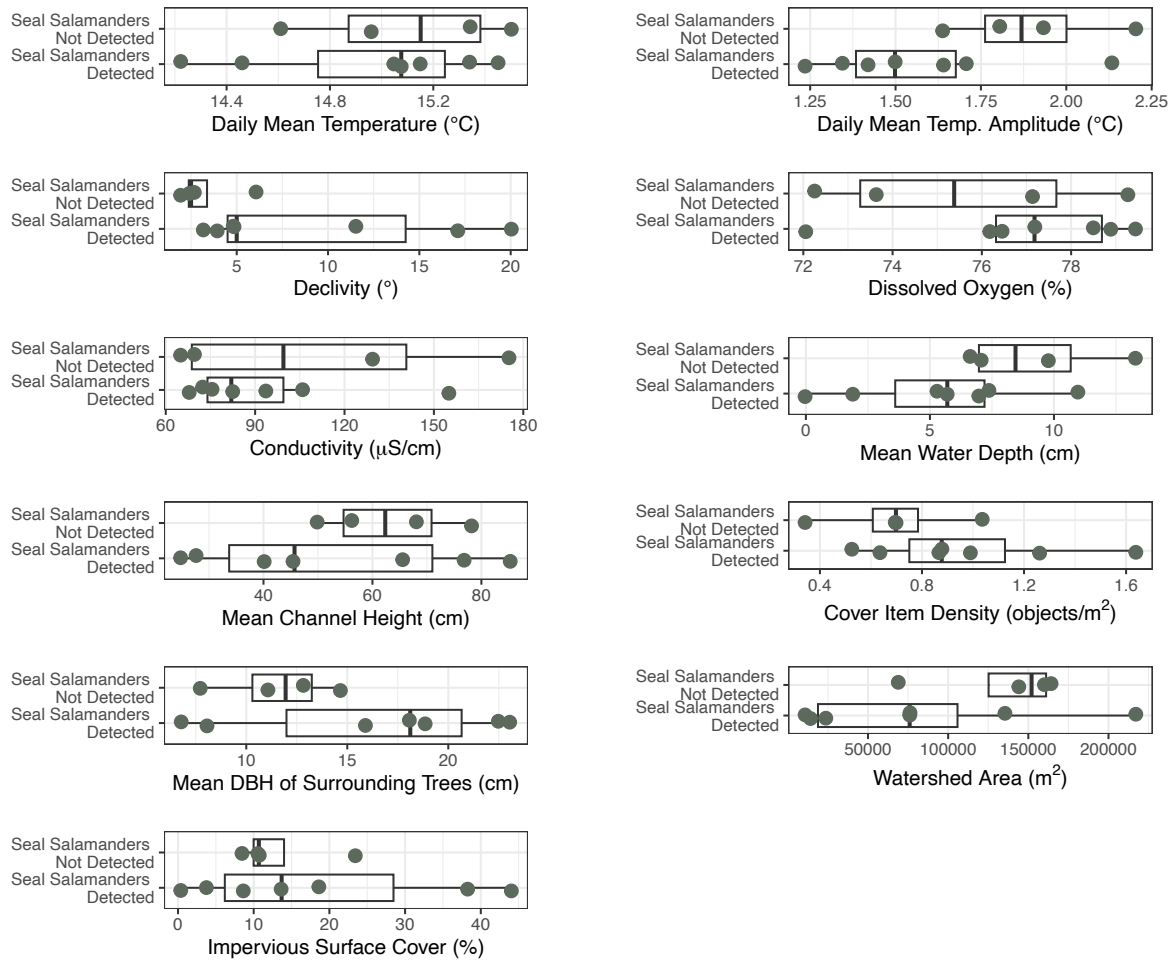 Seal Salamanders
Not Detected
Seal Salamanders
Detected
14.4 14.8 15.2
Daily Mean Temperature (°C)
Seal Salamanders
Not Detected
Seal Salamanders
Detected
1.25 1.50 1.75 2.00 2.25
Daily Mean Temp. Amplitude (°C)
Seal Salamanders
Not Detected
Seal Salamanders
Detected
5 10 15 20
Declivity (°)
Seal Salamanders
Not Detected
Seal Salamanders
Detected
72 74 76 78
Dissolved Oxygen (%)
Seal Salamanders
Not Detected
Seal Salamanders
Detected
60 90 120 150 180
Conductivity (μS/cm)
Seal Salamanders
Not Detected
Seal Salamanders
Detected
0 5 10
Mean Water Depth (cm)
Seal Salamanders
Not Detected
Seal Salamanders
Detected
40 60 80
Mean Channel Height (cm)
Seal Salamanders
Not Detected
Seal Salamanders
Detected
0.4 0.8 1.2 1.6
Cover Item Density (objects/m²)
Seal Salamanders
Not Detected
Seal Salamanders
Detected
10 15 20
Mean DBH of Surrounding Trees (cm)
Seal Salamanders
Not Detected
Seal Salamanders
Detected
50000 100000 150000 200000
Watershed Area (m²)
Seal Salamanders
Not Detected
Seal Salamanders
Detected
0 10 20 30 40
Impervious Surface Cover (%)